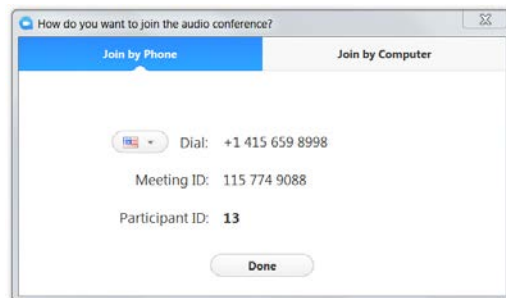 How do you want to join the audio conference?
Join by Phone Join by Computer
Dial: +1 415 659 8998
Meeting ID: 115 774 9088
Participant ID: 13
Done